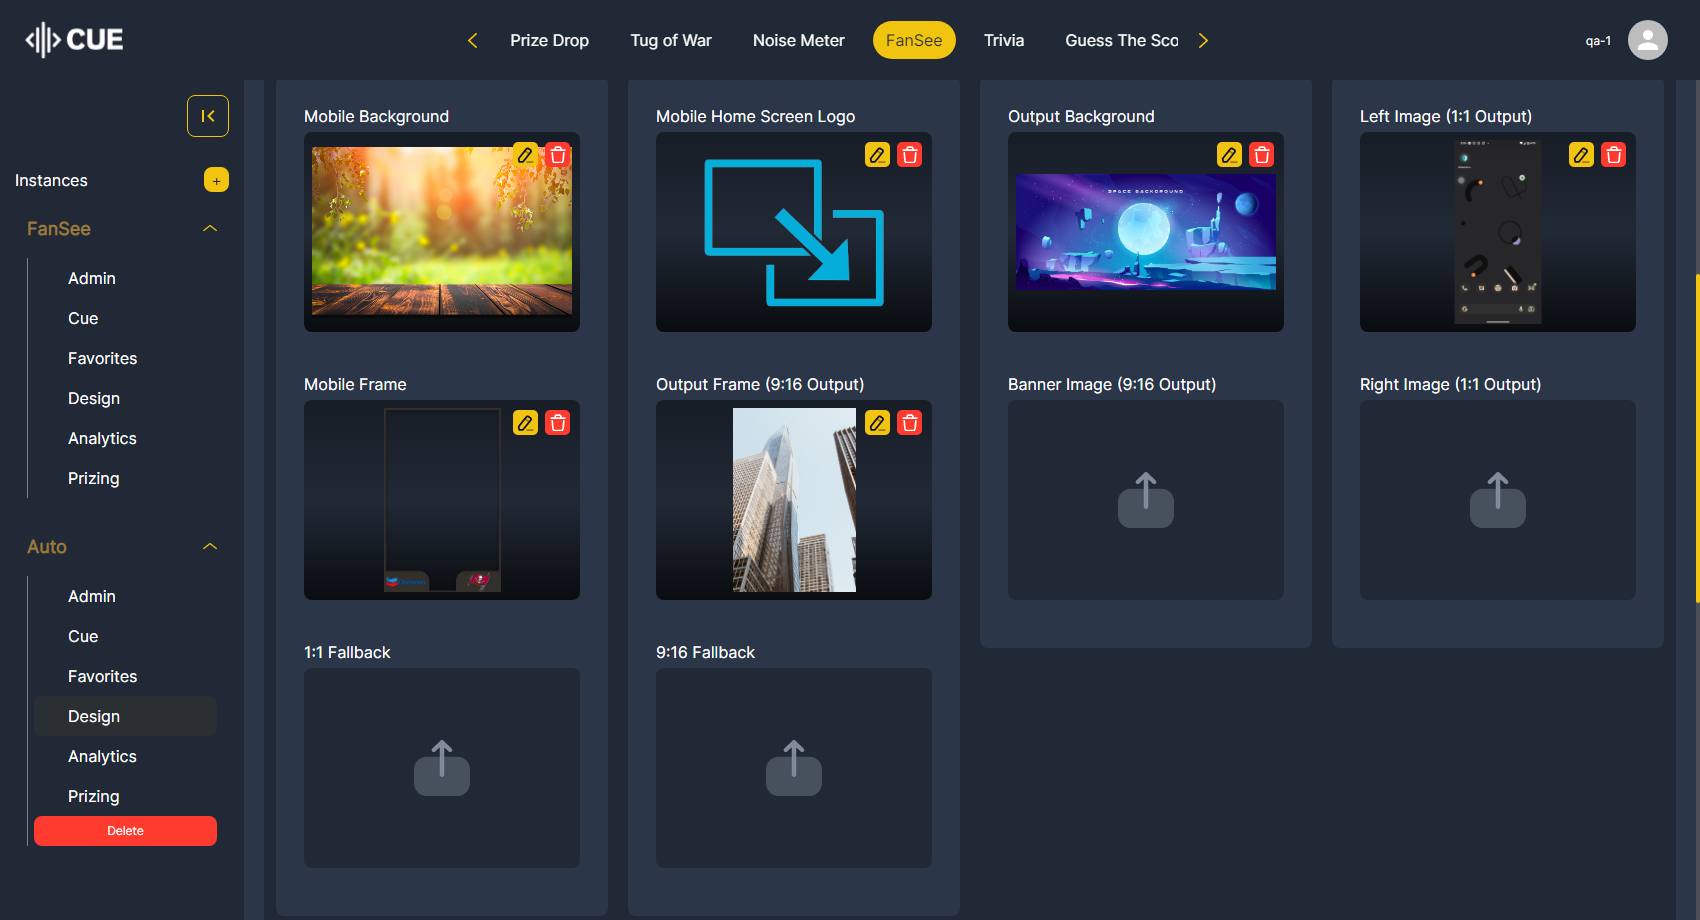 CUE
Prize Drop
Tug of War
Noise Meter
FanSee
Trivia
Guess The Sco
qa-1
Instances
+
FanSee
Admin
Cue
Favorites
Design
Analytics
Prizing
Auto
Admin
Cue
Favorites
Design
Analytics
Prizing
Delete
Mobile Background
Mobile Home Screen Logo
Output Background
SPACE BACKGROUND
Left Image (1:1 Output)
Mobile Frame
Output Frame (9:16 Output)
Banner Image (9:16 Output)
Right Image (1:1 Output)
1:1 Fallback
9:16 Fallback